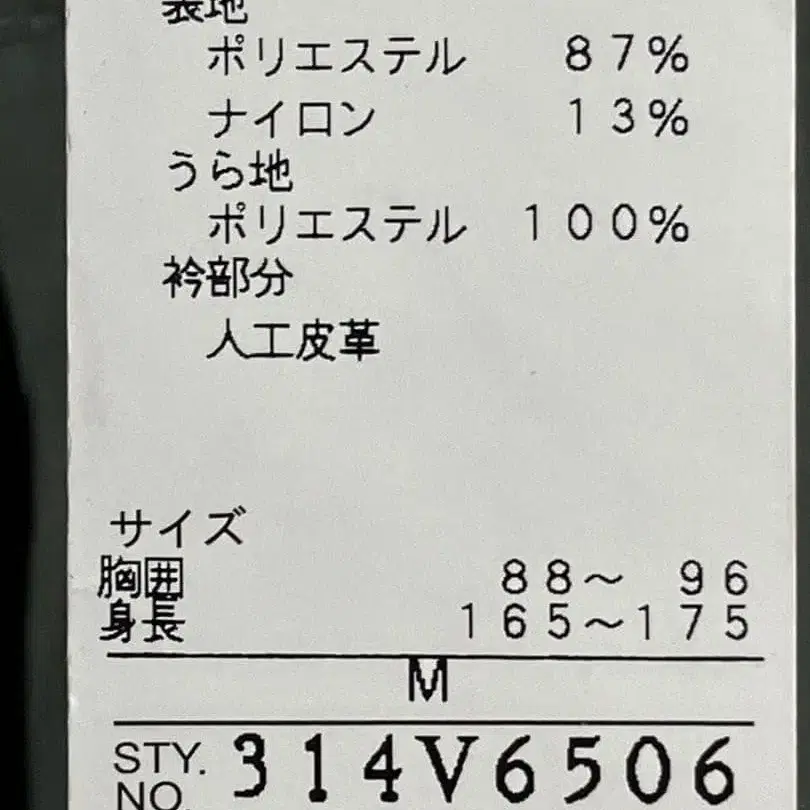 表地
ポリエステル 87%
ナイロン 13%
うら地
ポリエステル 100%
衿部分
人工皮革
サイズ
胸囲 88〜 96
身長 165〜175
M
STY. NO. 314V6506